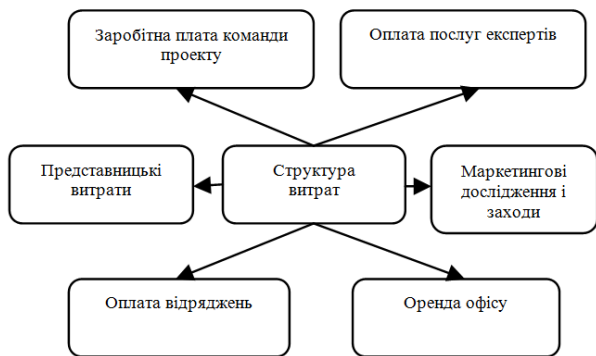 Заробітна плата команди
проекту
Оплата послуг експертів
Представницькі
витрати
Структура
витрат
Маркетингові
дослідження і
заходи
Оплата відряджень
Оренда офісу